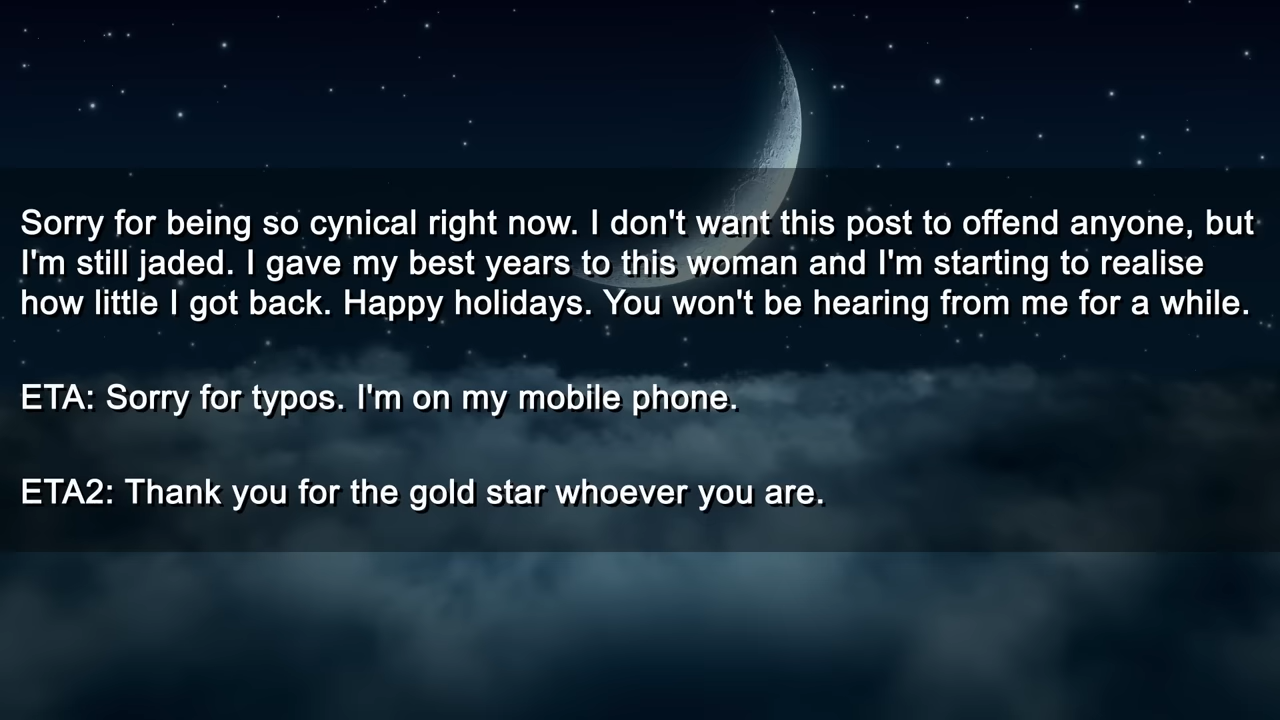 Sorry for being so cynical right now. I don't want this post to offend anyone, but
I'm still jaded. I gave my best years to this woman and I'm starting to realise
how little I got back. Happy holidays. You won't be hearing from me for a while.
ETA: Sorry for typos. I'm on my mobile phone.
ETA2: Thank you for the gold star whoever you are.